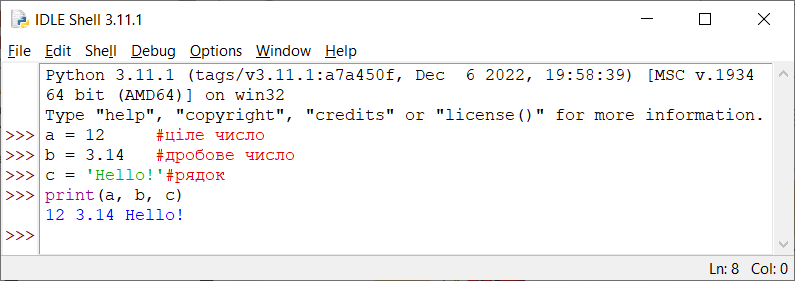 IDLE Shell 3.11.1
File Edit Shell Debug Options Window Help
Python 3.11.1 (tags/v3.11.1:a7a450f, Dec  6 2022, 19:58:39) [MSC v.1934
64 bit (AMD64)] on win32
Type "help", "copyright", "credits" or "license()" for more information.
>>> a = 12     #ціле число
>>> b = 3.14   #дробове число
>>> c = 'Hello!'#рядок
>>> print(a, b, c)
12 3.14 Hello!
>>>
Ln: 8 Col: 0